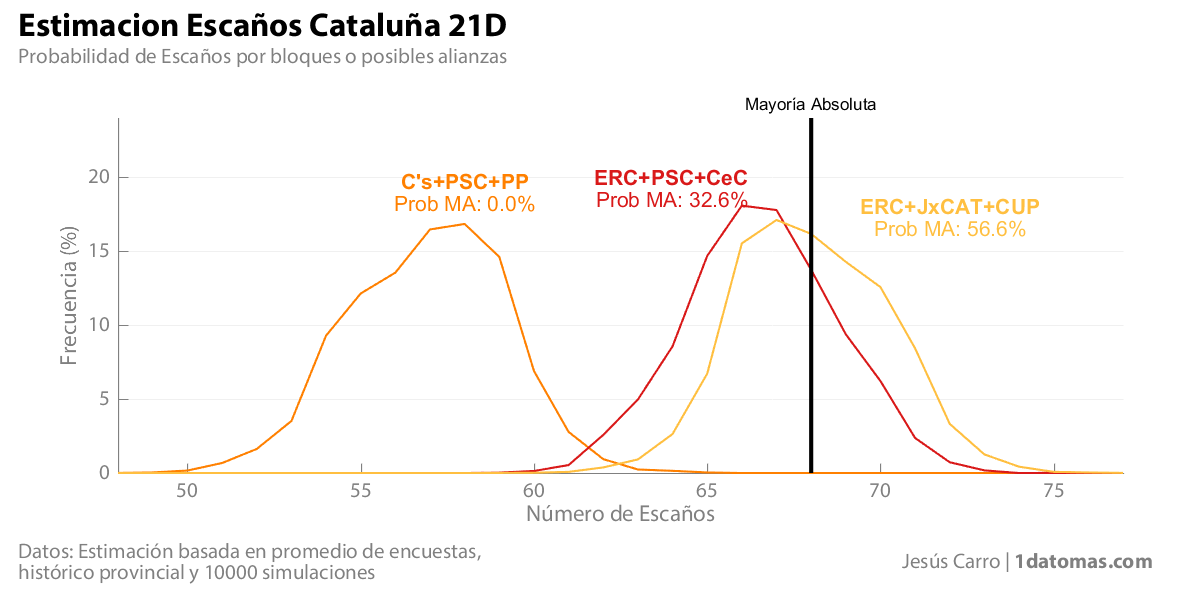 Estimacion Escaños Cataluña 21D
Probabilidad de Escaños por bloques o posibles alianzas
Mayoría Absoluta
C's+PSC+PP
Prob MA: 0.0%
ERC+PSC+CeC
Prob MA: 32.6%
ERC+JxCAT+CUP
Prob MA: 56.6%
Frecuencia (%)
20
15
10
5
0
50 55 60 65 70 75
Número de Escaños
Datos: Estimación basada en promedio de encuestas,
histórico provincial y 10000 simulaciones
Jesús Carro | 1datomas.com